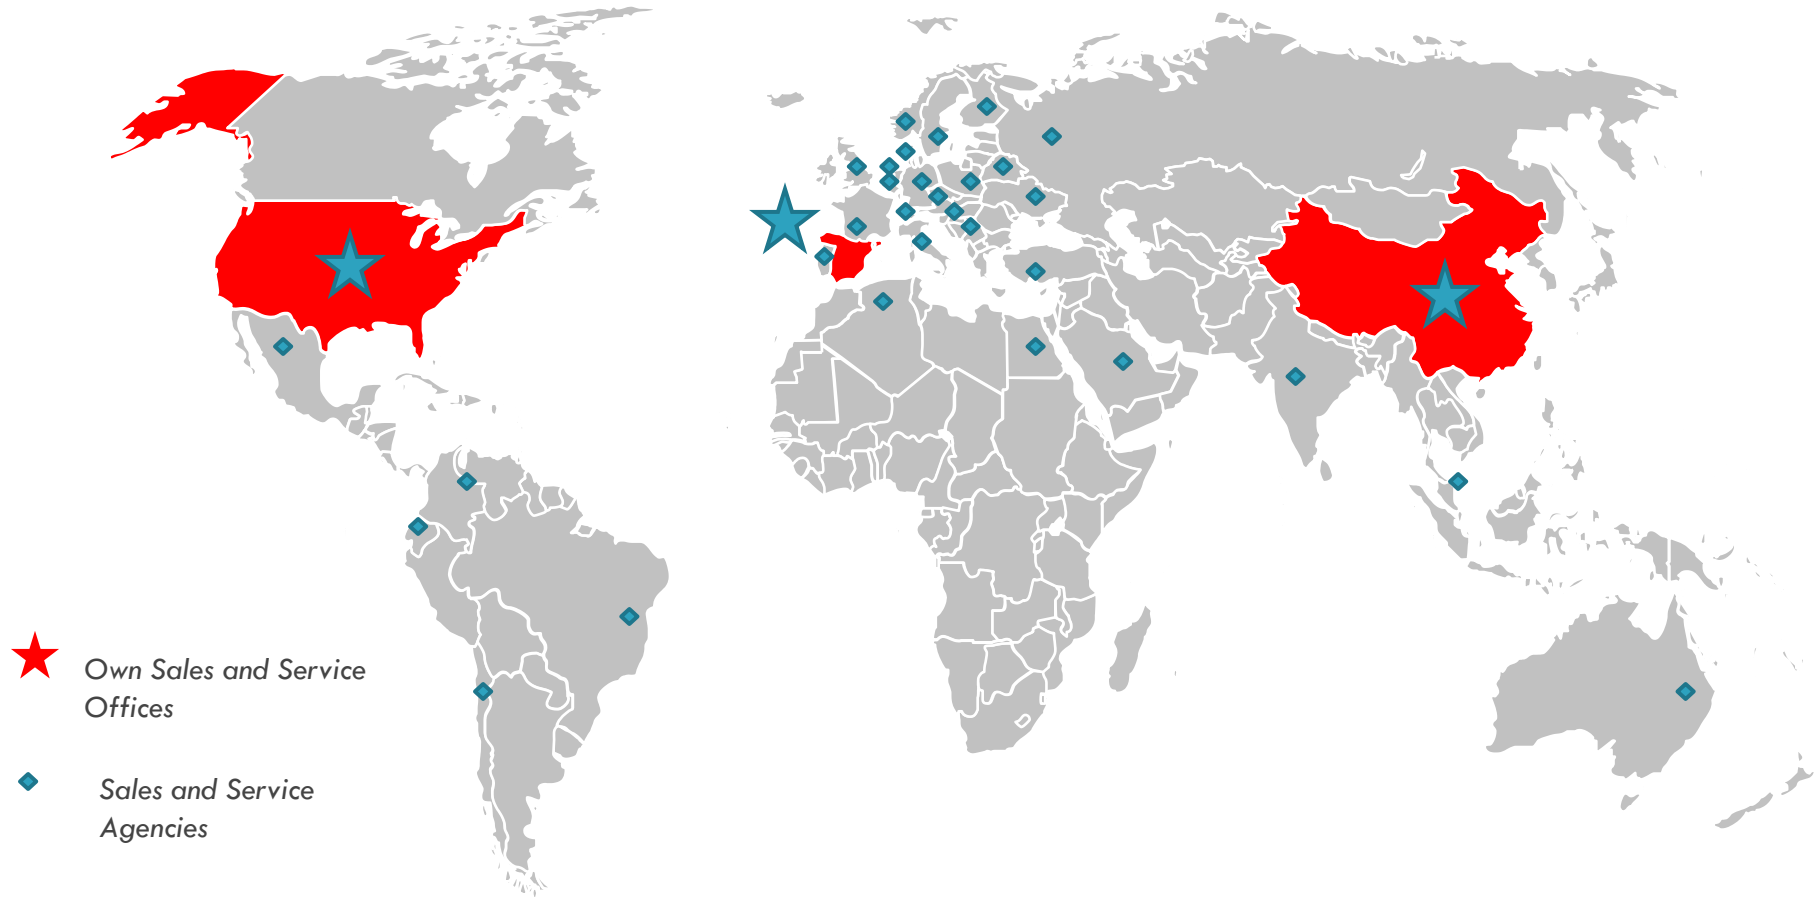 Own Sales and Service
Offices
Sales and Service
Agencies